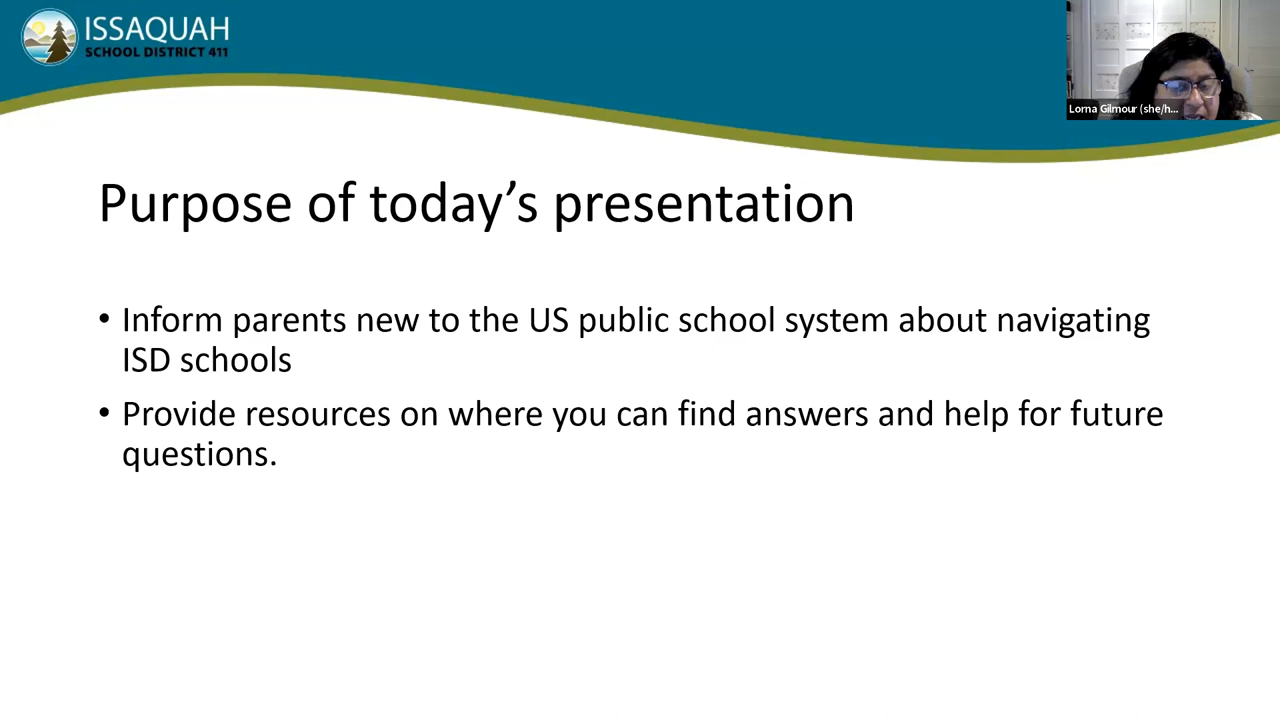 ISSAQUAH
SCHOOL DISTRICT 411
Lorna Gilmour (she/h...
Purpose of today’s presentation
• Inform parents new to the US public school system about navigating
ISD schools
• Provide resources on where you can find answers and help for future
questions.